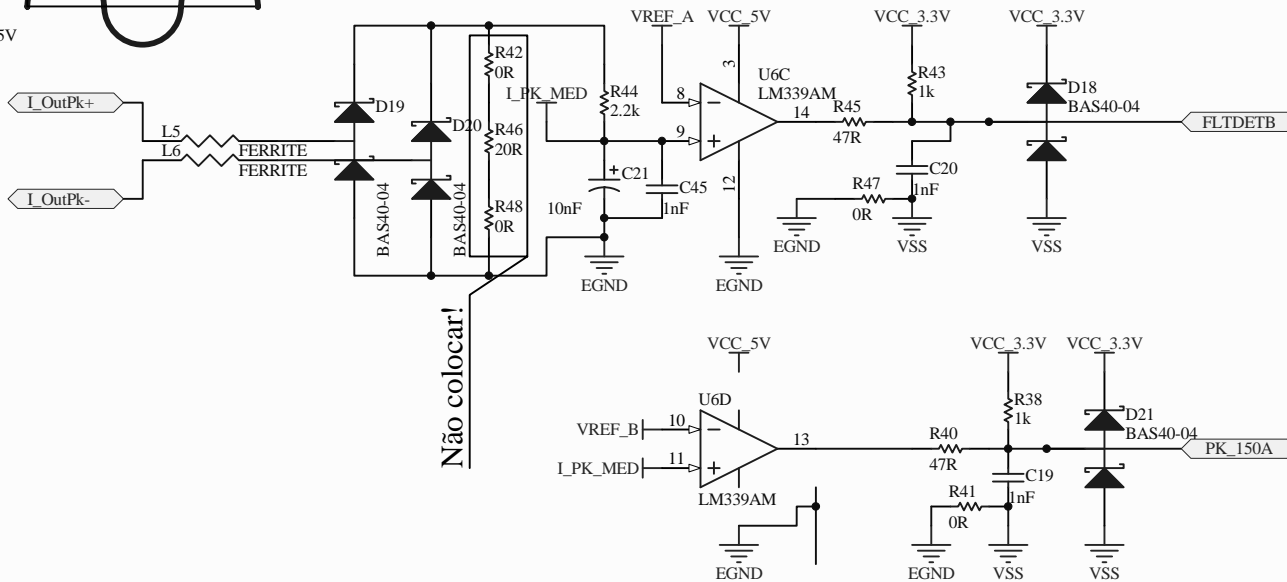 5V
I_OutPk+
I_OutPk-
L5
FERRITE
L6
FERRITE
D19
BAS40-04
D20
BAS40-04
R42
0R
R46
20R
R48
0R
Não colocar!
I_PK_MED
R44
2.2k
C21
10nF
+
C45
1nF
EGND
VREF_A
VCC_5V
8
9
3
12
14
U6C
LM339AM
EGND
R45
47R
VCC_3.3V
R43
1k
C20
1nF
R47
0R
EGND
VSS
VCC_3.3V
D18
BAS40-04
VSS
FLTDETB
VCC_5V
U6D
VREF_B
10
I_PK_MED
11
13
LM339AM
EGND
R40
47R
VCC_3.3V
R38
1k
C19
1nF
R41
0R
EGND
VSS
VCC_3.3V
D21
BAS40-04
VSS
PK_150A